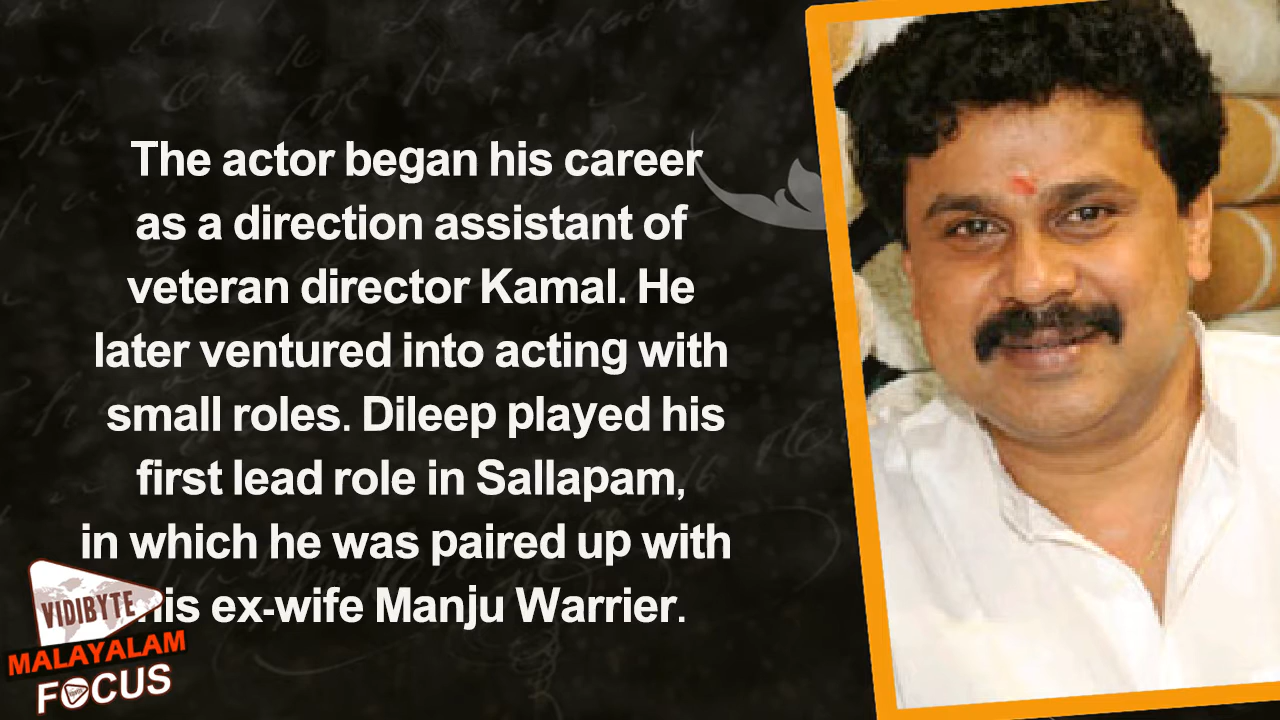 The actor began his career
as a direction assistant of
veteran director Kamal. He
later ventured into acting with
small roles. Dileep played his
first lead role in Sallapam,
in which he was paired up with
his ex-wife Manju Warrier.
VIDIBYTE
MALAYALAM
FOCUS